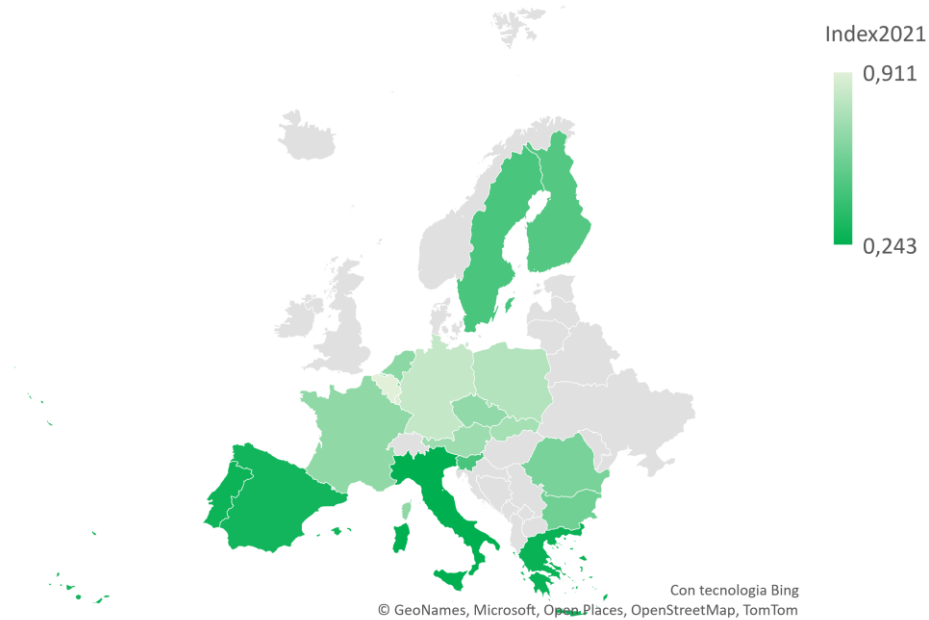 Index2021
0,911
0,243
Con tecnologia Bing
© GeoNames, Microsoft, Open Places, OpenStreetMap, TomTom